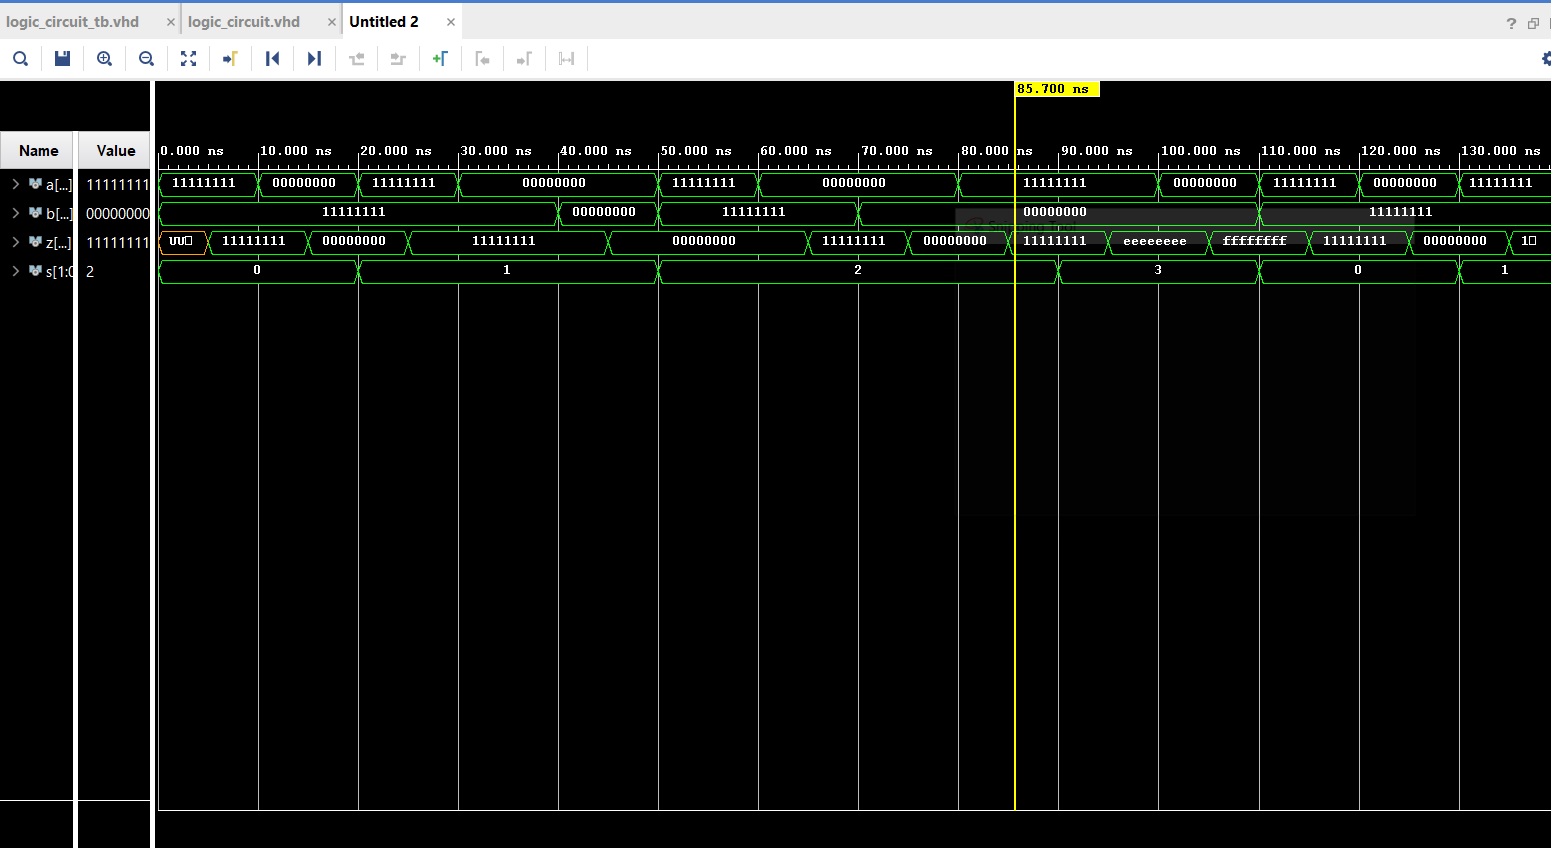 logic_circuit_tb.vhd × logic_circuit.vhd × Untitled 2 × ?
85.700 ns
Name Value 0.000 ns 10.000 ns 20.000 ns 30.000 ns 40.000 ns 50.000 ns 60.000 ns 70.000 ns 80.000 ns 90.000 ns 100.000 ns 110.000 ns 120.000 ns 130.000 ns
a[...] 11111111 11111111 00000000 11111111 00000000 11111111 00000000 11111111 00000000 11111111 00000000 11111111
b[...] 00000000 11111111 00000000 11111111 00000000 11111111
Snipping Tool
z[...] 11111111 UU 11111111 00000000 11111111 00000000 11111111 00000000 11111111 eeeeeeee ffffffff 11111111 00000000 1
s[1:0 2 0 1 2 3 0 1